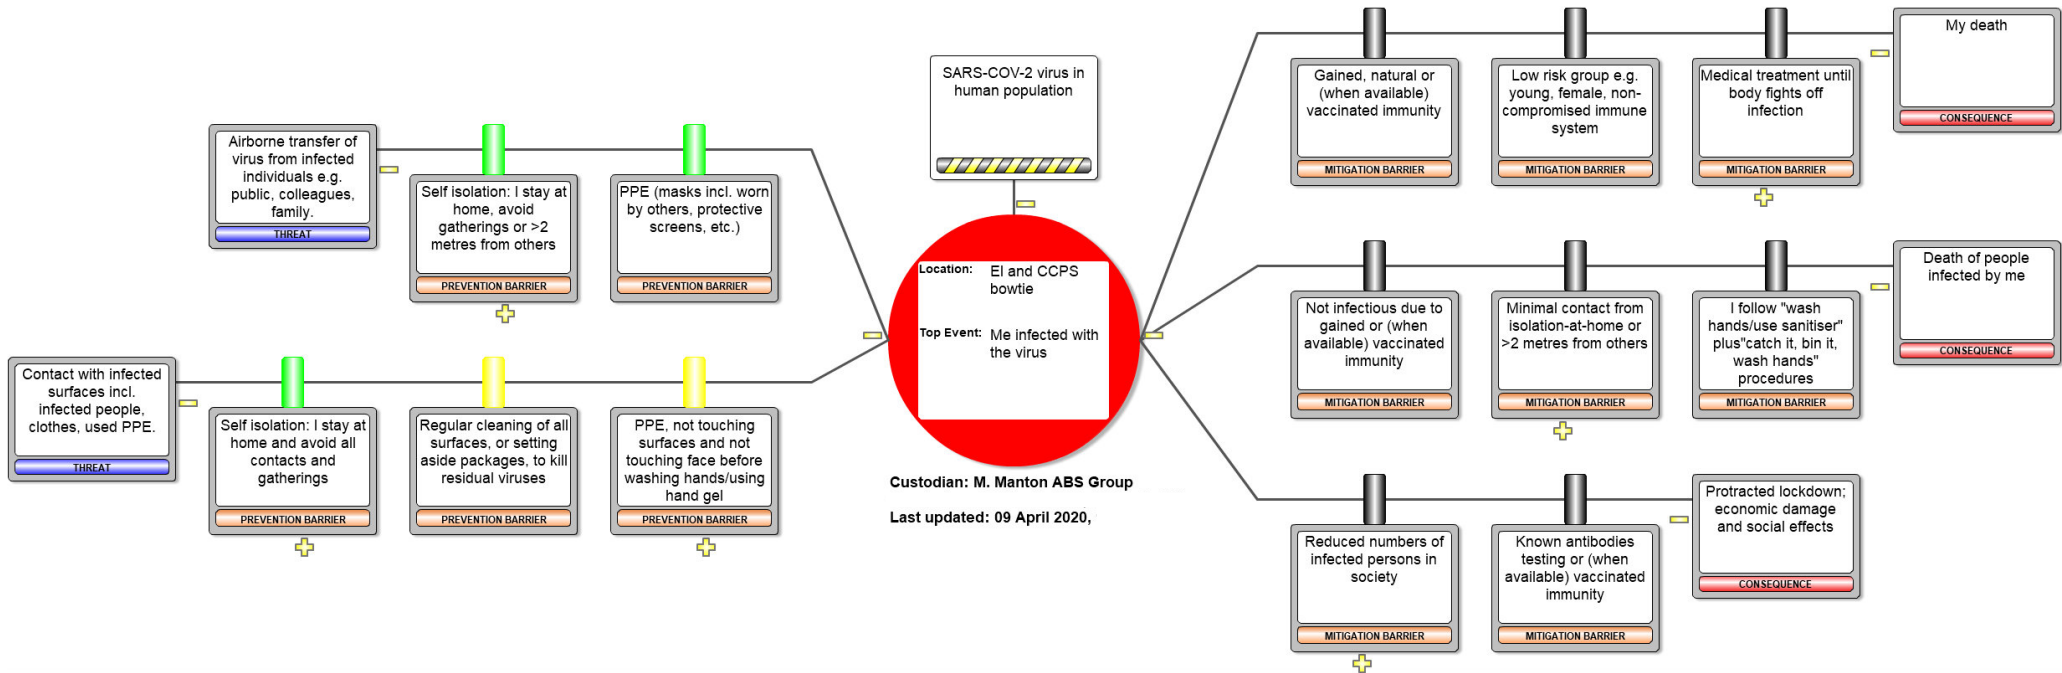 SARS-COV-2 virus in
human population
Location:
EI and CCPS
bowtie
Top Event:
Me infected with
the virus
Custodian: M. Manton ABS Group
Last updated: 09 April 2020,
Airborne transfer of
virus from infected
individuals e.g.
public, colleagues,
family.
THREAT
Self isolation: I stay at
home, avoid
gatherings or >2
metres from others
PREVENTION BARRIER
PPE (masks incl. worn
by others, protective
screens, etc.)
PREVENTION BARRIER
Contact with infected
surfaces incl.
infected people,
clothes, used PPE.
THREAT
Self isolation: I stay at
home and avoid all
contacts and
gatherings
PREVENTION BARRIER
Regular cleaning of all
surfaces, or setting
aside packages, to kill
residual viruses
PREVENTION BARRIER
PPE, not touching
surfaces and not
touching face before
washing hands/using
hand gel
PREVENTION BARRIER
Gained, natural or
(when available)
vaccinated immunity
MITIGATION BARRIER
Low risk group e.g.
young, female, non-
compromised immune
system
MITIGATION BARRIER
Medical treatment until
body fights off
infection
MITIGATION BARRIER
My death
CONSEQUENCE
Not infectious due to
gained or (when
available) vaccinated
immunity
MITIGATION BARRIER
Minimal contact from
isolation-at-home or
>2 metres from others
MITIGATION BARRIER
I follow "wash
hands/use sanitiser"
plus"catch it, bin it,
wash hands"
procedures
MITIGATION BARRIER
Death of people
infected by me
CONSEQUENCE
Reduced numbers of
infected persons in
society
MITIGATION BARRIER
Known antibodies
testing or (when
available) vaccinated
immunity
MITIGATION BARRIER
Protracted lockdown;
economic damage
and social effects
CONSEQUENCE